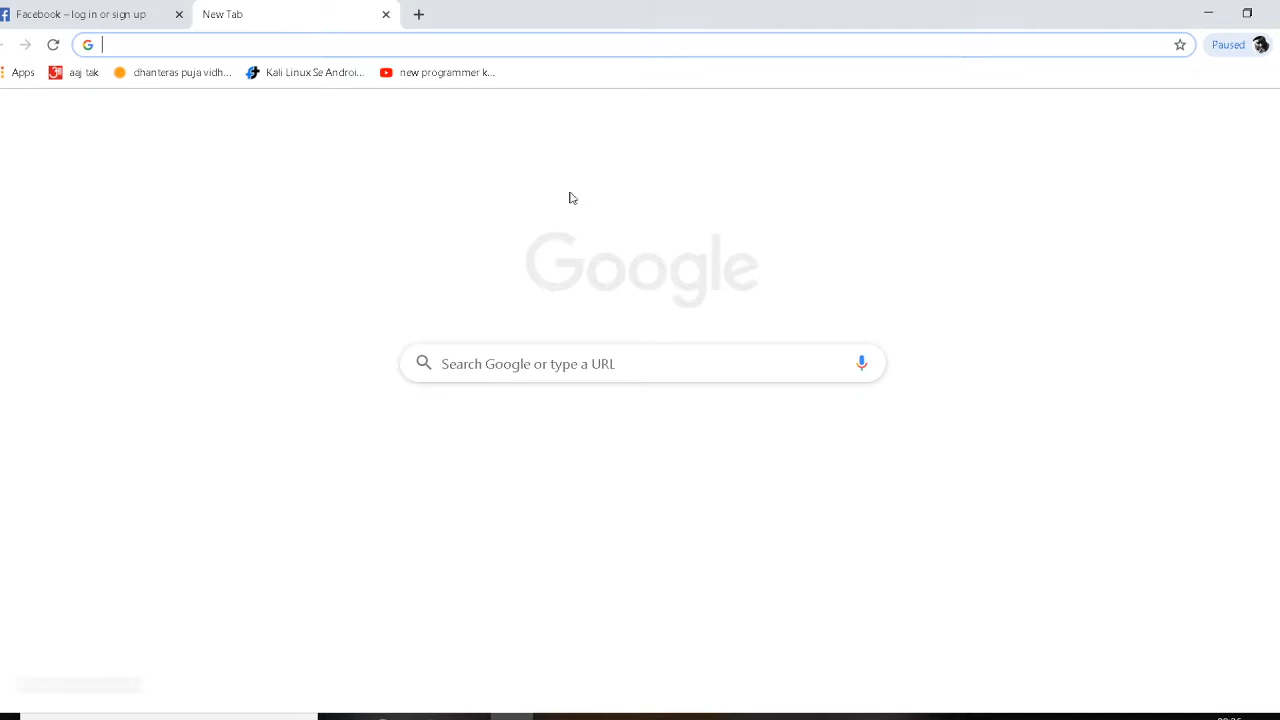 Facebook – log in or sign up
New Tab
Paused
Apps
aaj tak
dhanteras puja vidh...
Kali Linux Se Androi...
new programmer k...
Google
Search Google or type a URL